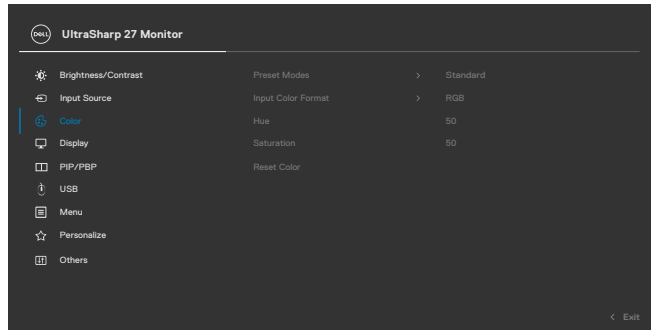 DELL UltraSharp 27 Monitor
Brightness/Contrast Preset Modes > Standard
Input Source Input Color Format > RGB
Color Hue 50
Display Saturation 50
PIP/PBP Reset Color
USB
Menu
Personalize
Others
< Exit